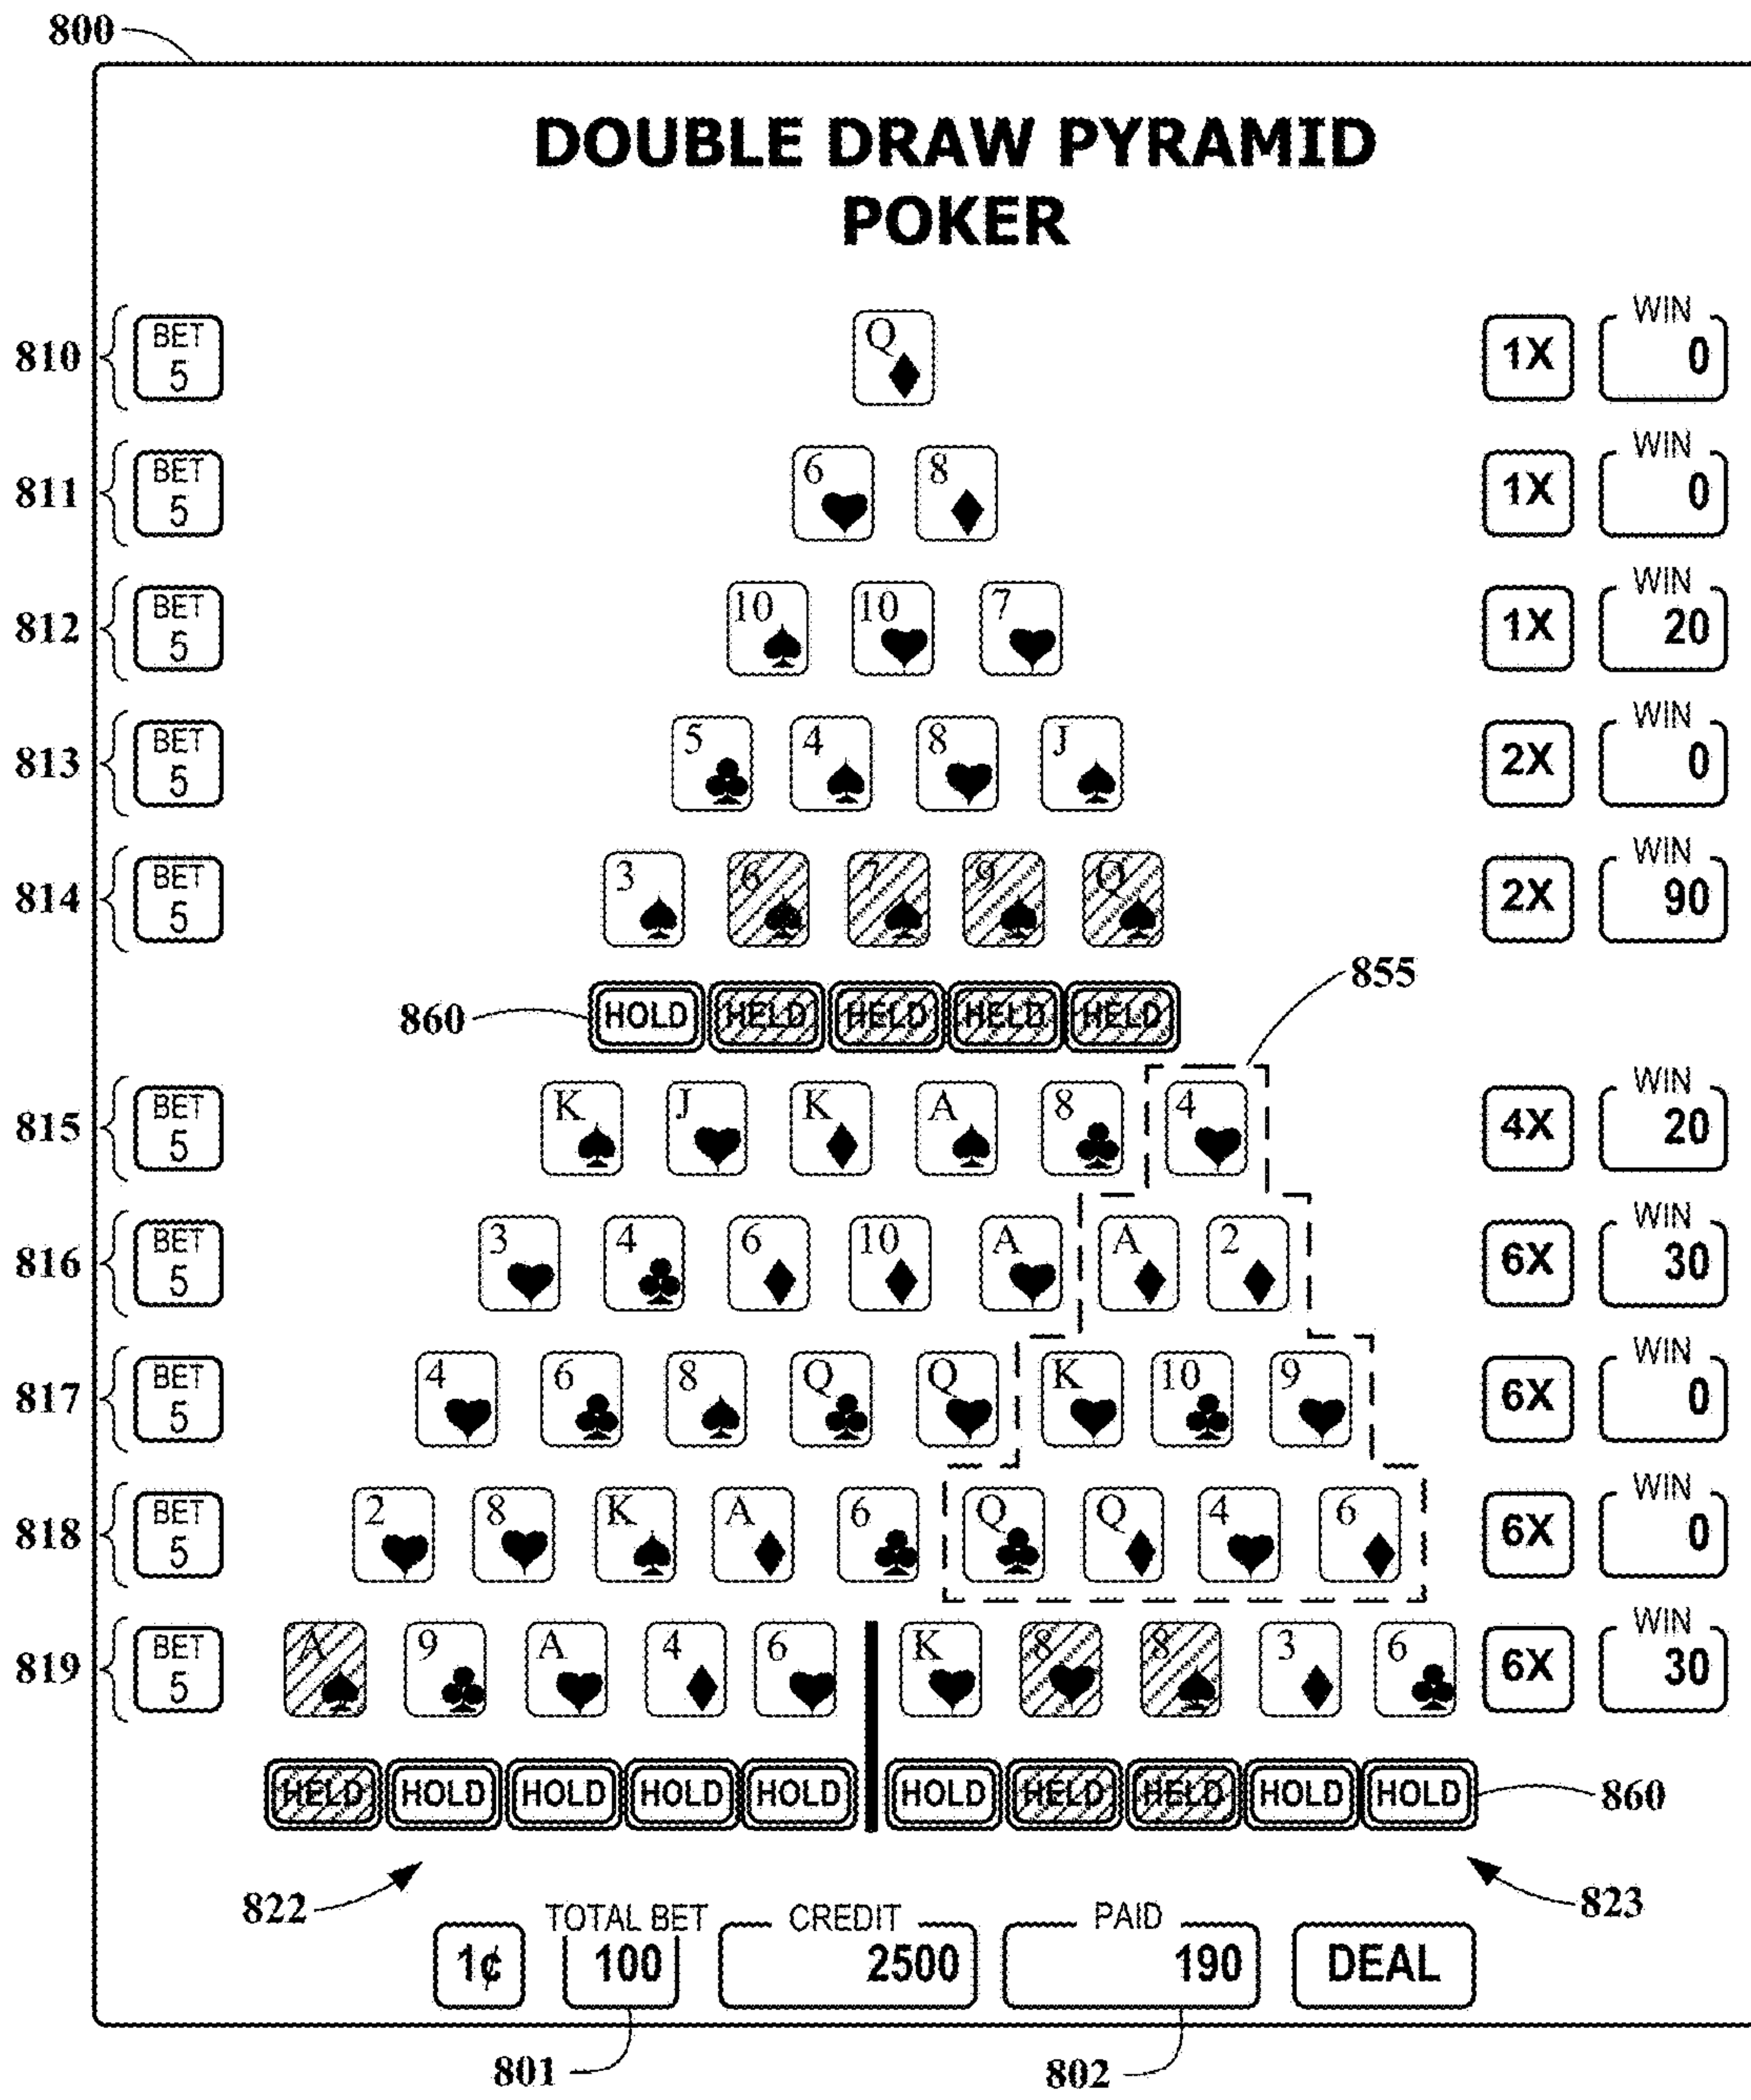 800
DOUBLE DRAW PYRAMID
POKER
810 BET 5 Q 1X WIN 0
811 BET 5 6 8 1X WIN 0
812 BET 5 10 10 7 1X WIN 20
813 BET 5 5 4 8 J 2X WIN 0
814 BET 5 3 6 7 9 Q 2X WIN 90
855
860 HOLD HELD HELD HELD HELD
815 BET 5 K J K A 8 4 4X WIN 20
816 BET 5 3 4 6 10 A A 2 6X WIN 30
817 BET 5 4 6 8 Q Q K 10 9 6X WIN 0
818 BET 5 2 8 K A 6 Q Q 4 6 6X WIN 0
819 BET 5 A 9 A 4 6 K 8 8 3 6 6X WIN 30
HELD HOLD HOLD HOLD HOLD HOLD HELD HELD HOLD HOLD 860
822 823
TOTAL BET CREDIT PAID
1¢ 100 2500 190 DEAL
801 802